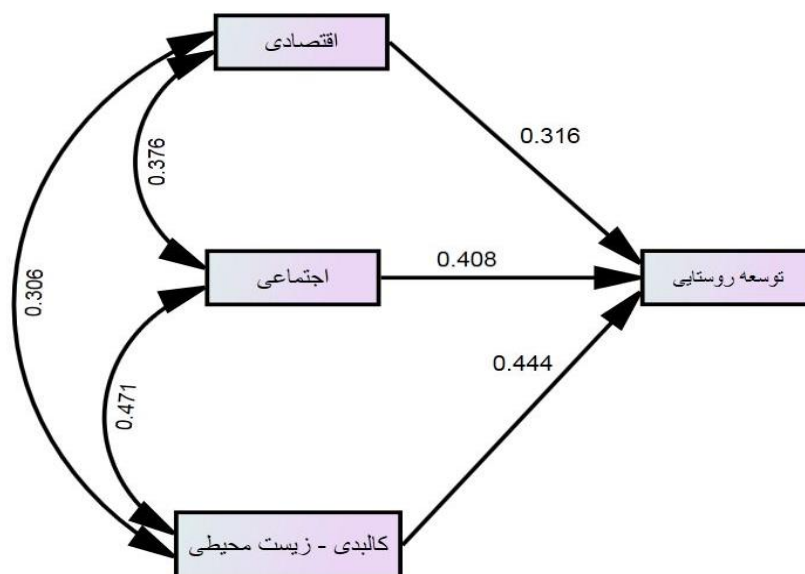 اقتصادی
0.316
0.376
اجتماعی
0.408
توسعه روستایی
0.306
0.444
0.471
کالبدی - زیست محیطی